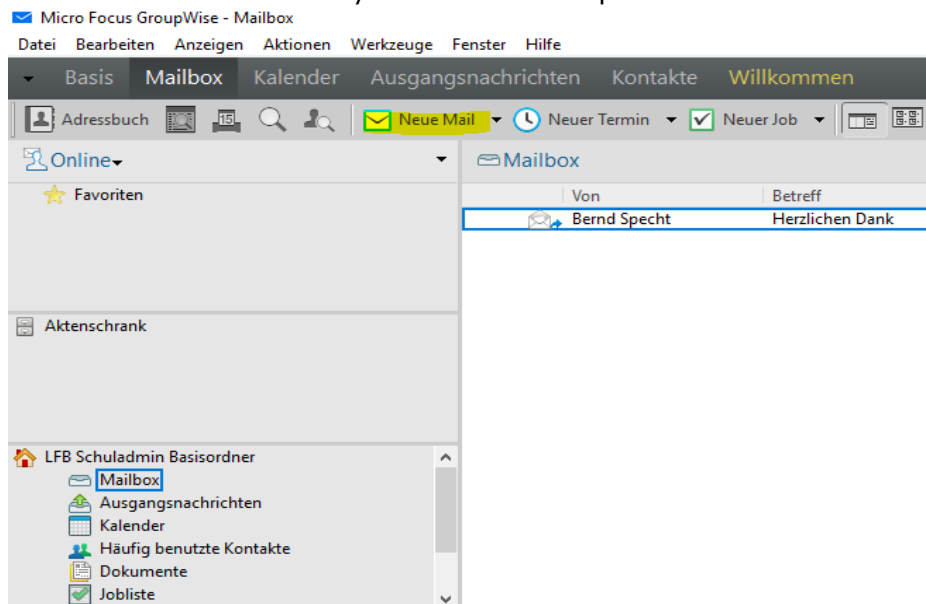 Micro Focus GroupWise - Mailbox
Datei Bearbeiten Anzeigen Aktionen Werkzeuge Fenster Hilfe
Basis Mailbox Kalender Ausgangsnachrichten Kontakte Willkommen
Adressbuch 15 Neue Mail Neuer Termin Neuer Job
Online Mailbox
Favoriten Von Betreff
Bernd Specht Herzlichen Dank
Aktenschrank
LFB Schuladmin Basisordner
Mailbox
Ausgangsnachrichten
Kalender
Häufig benutzte Kontakte
Dokumente
Jobliste